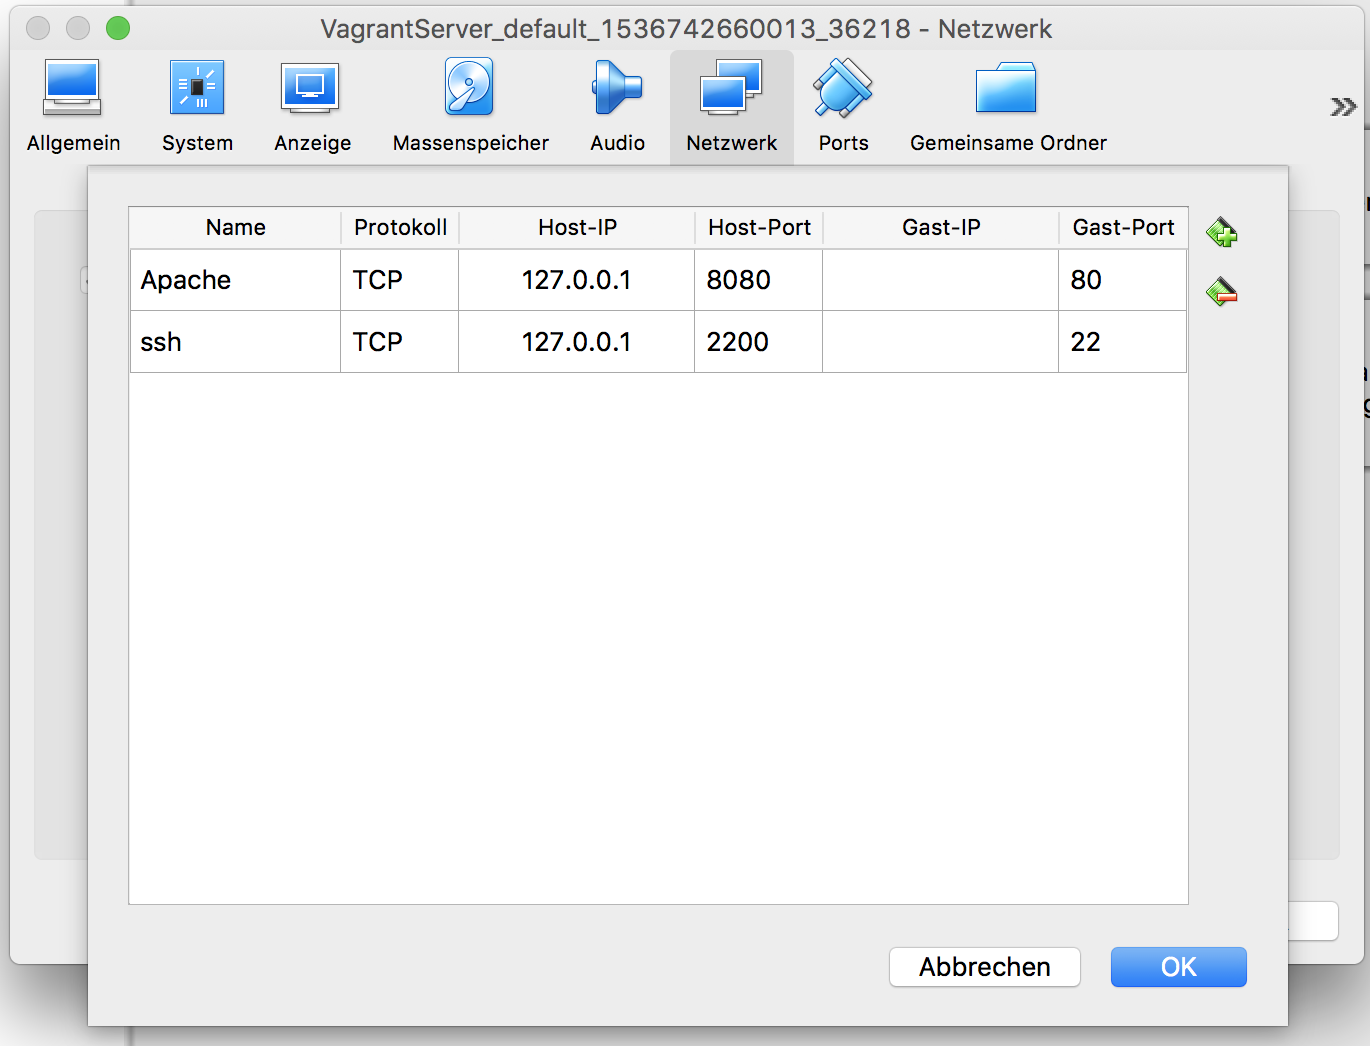 VagrantServer_default_1536742660013_36218 - Netzwerk
Allgemein System Anzeige Massenspeicher Audio Netzwerk Ports Gemeinsame Ordner
Name Protokoll Host-IP Host-Port Gast-IP Gast-Port
Apache TCP 127.0.0.1 8080 80
ssh TCP 127.0.0.1 2200 22
Abbrechen OK